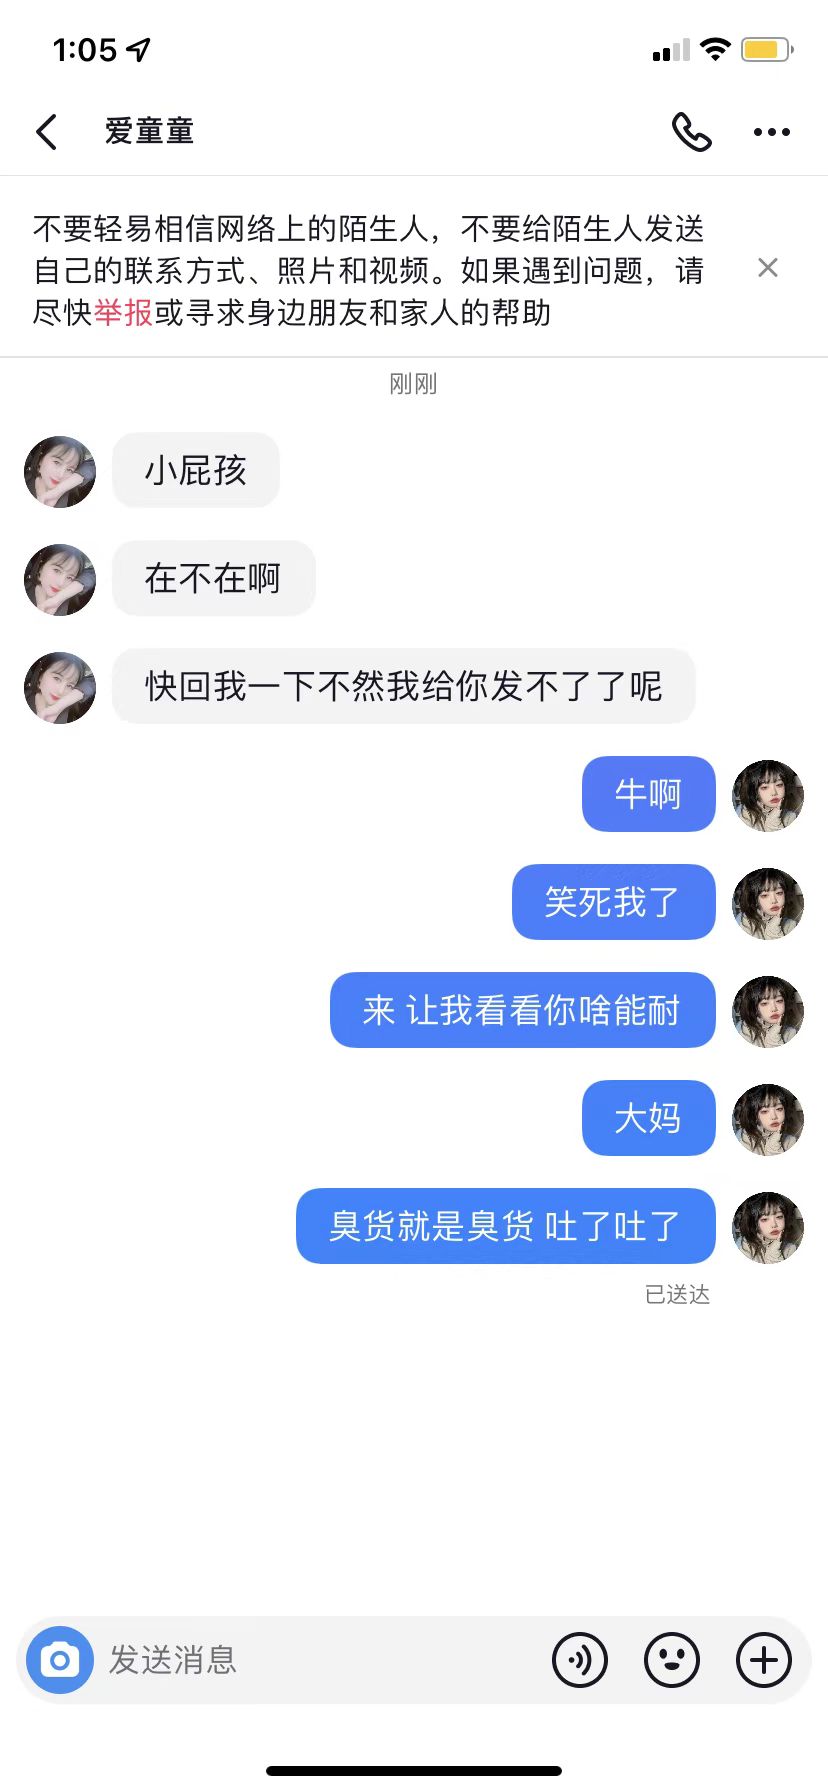 1:05
爱童童
不要轻易相信网络上的陌生人，不要给陌生人发送
自己的联系方式、照片和视频。如果遇到问题，请
尽快举报或寻求身边朋友和家人的帮助
刚刚
小屁孩
在不在啊
快回我一下不然我给你发不了了呢
牛啊
笑死我了
来 让我看看你啥能耐
大妈
臭货就是臭货 吐了吐了
已送达
发送消息